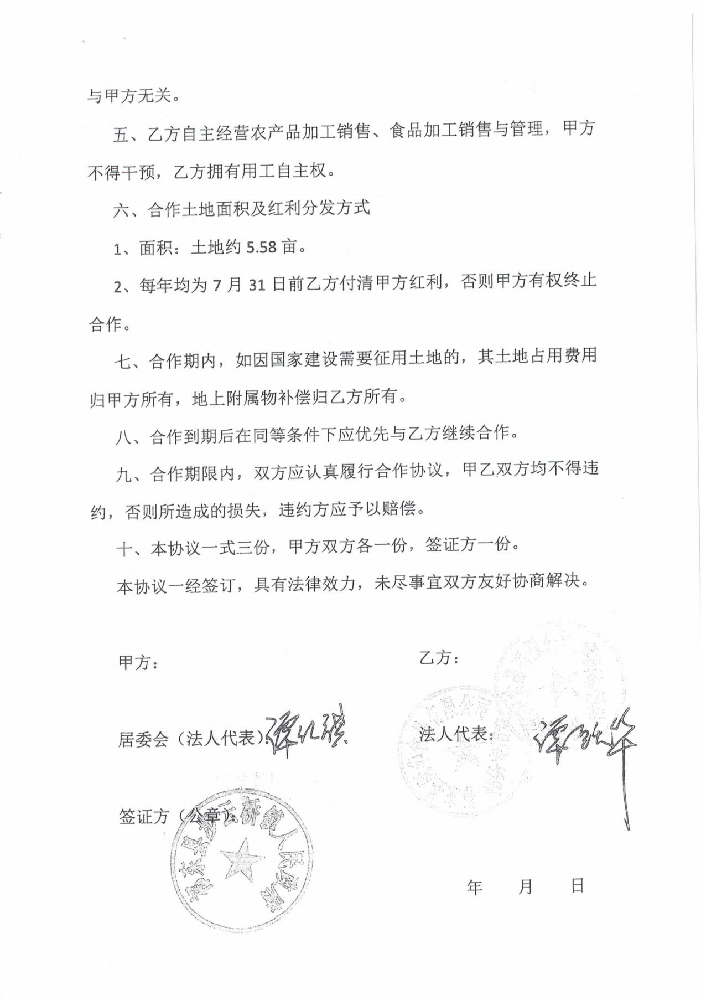 与甲方无关。
五、乙方自主经营农产品加工销售、食品加工销售与管理，甲方
不得干预，乙方拥有用工自主权。
六、合作土地面积及红利分发方式
1、面积：土地约 5.58 亩。
2、每年均为 7 月 31 日前乙方付清甲方红利，否则甲方有权终止
合作。
七、合作期内，如因国家建设需要征用土地的，其土地占用费用
归甲方所有，地上附属物补偿归乙方所有。
八、合作到期后在同等条件下应优先与乙方继续合作。
九、合作期限内，双方应认真履行合作协议，甲乙双方均不得违
约，否则所造成的损失，违约方应予以赔偿。
十、本协议一式三份，甲方双方各一份，签证方一份。
本协议一经签订，具有法律效力，未尽事宜双方友好协商解决。
甲方：
乙方：
居委会（法人代表）：
法人代表：
签证方（公章）：
东县步云桥镇人民政府
年 月 日